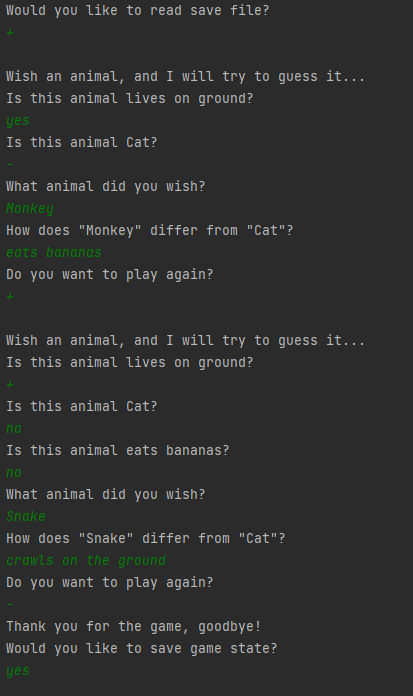 Would you like to read save file?
+
Wish an animal, and I will try to guess it...
Is this animal lives on ground?
yes
Is this animal Cat?
-
What animal did you wish?
Monkey
How does "Monkey" differ from "Cat"?
eats bananas
Do you want to play again?
+
Wish an animal, and I will try to guess it...
Is this animal lives on ground?
+
Is this animal Cat?
no
Is this animal eats bananas?
no
What animal did you wish?
Snake
How does "Snake" differ from "Cat"?
crawls on the ground
Do you want to play again?
-
Thank you for the game, goodbye!
Would you like to save game state?
yes